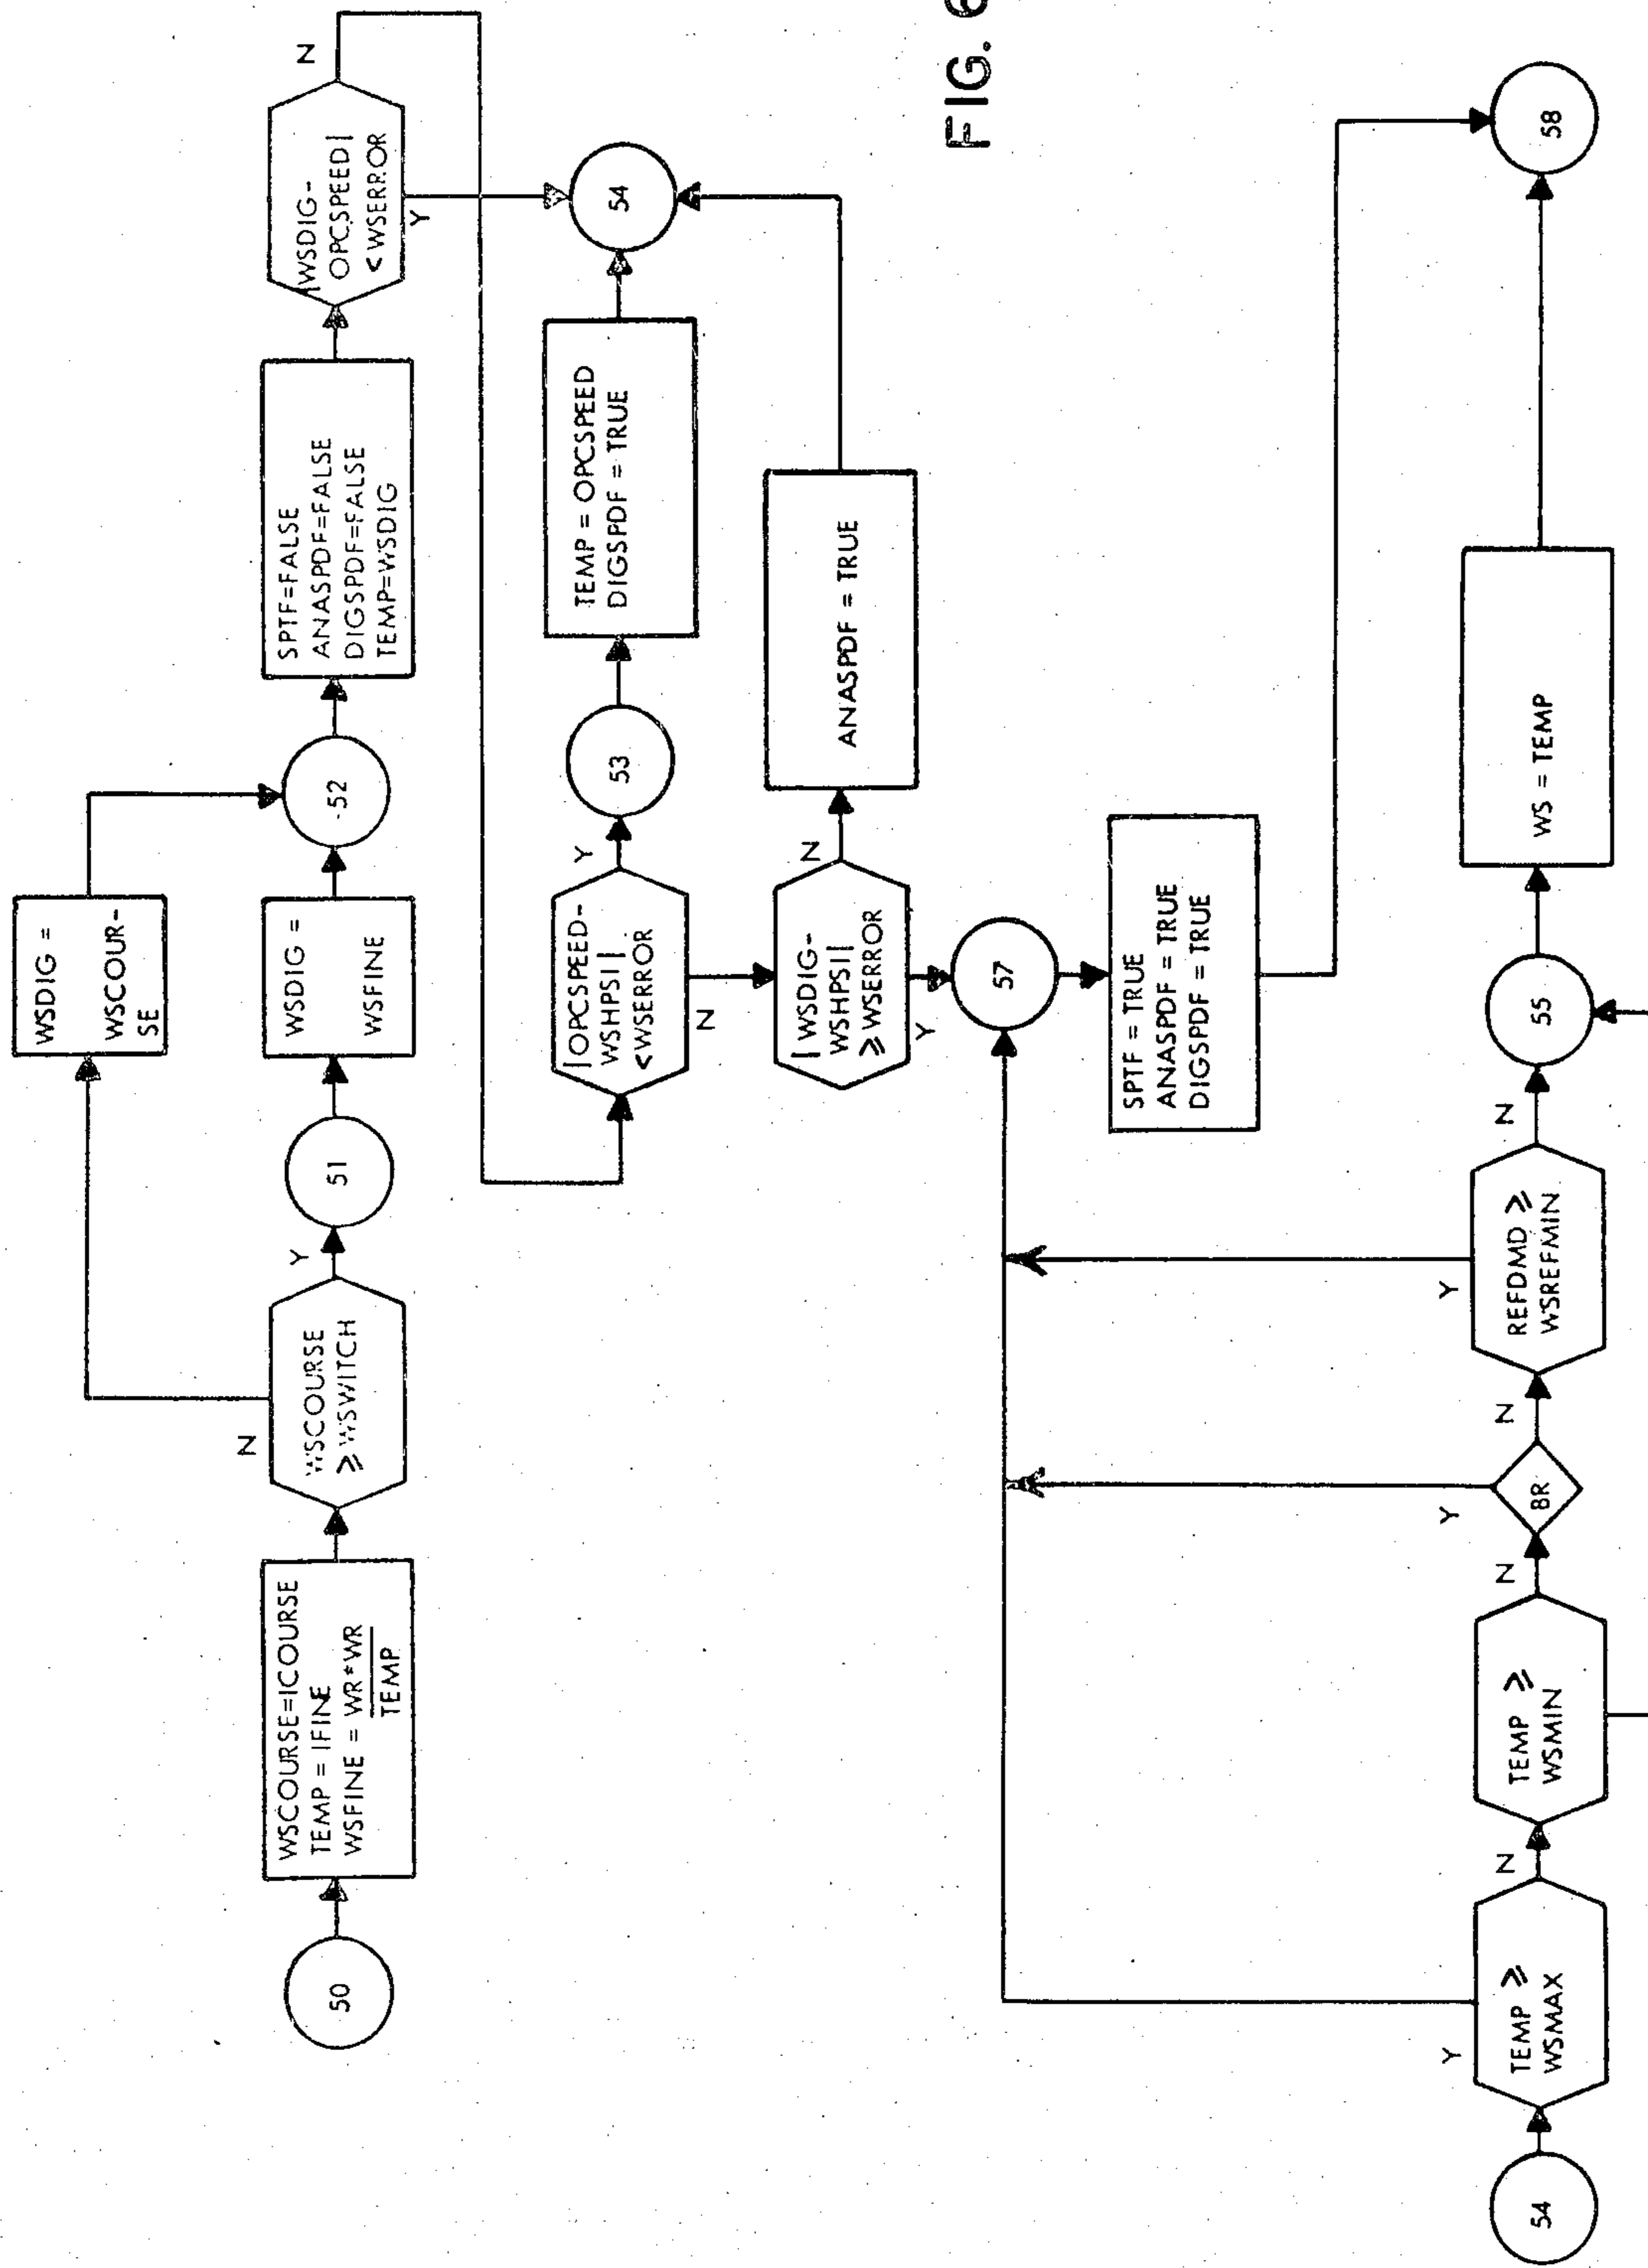 50
WSCOURSE=ICOURSE
TEMP = IFINE
WSFINE = WR*WR
TEMP
WSCOURSE
≥ WSWITCH
N
Y
51
WSDIG =
WSCOUR-
SE
WSDIG =
WSFINE
52
SPTF=FALSE
ANASPDF=FALSE
DIGSPDF=FALSE
TEMP=WSDIG
|WSDIG-
OPCSPEED|
< WSERROR
N
Y
|OPCSPEED-
WSHPSI|
<WSERROR
Y
N
53
TEMP = OPCSPEED
DIGSPDF = TRUE
54
|WSDIG-
WSHPSI|
≥ WSERROR
N
Y
ANASPDF = TRUE
57
SPTF = TRUE
ANASPDF = TRUE
DIGSPDF = TRUE
FIG. 6
54
TEMP ≥
WSMAX
Y
N
TEMP ≥
WSMIN
N
BR
Y
N
REFDMD ≥
WSREFMIN
Y
N
55
WS = TEMP
58